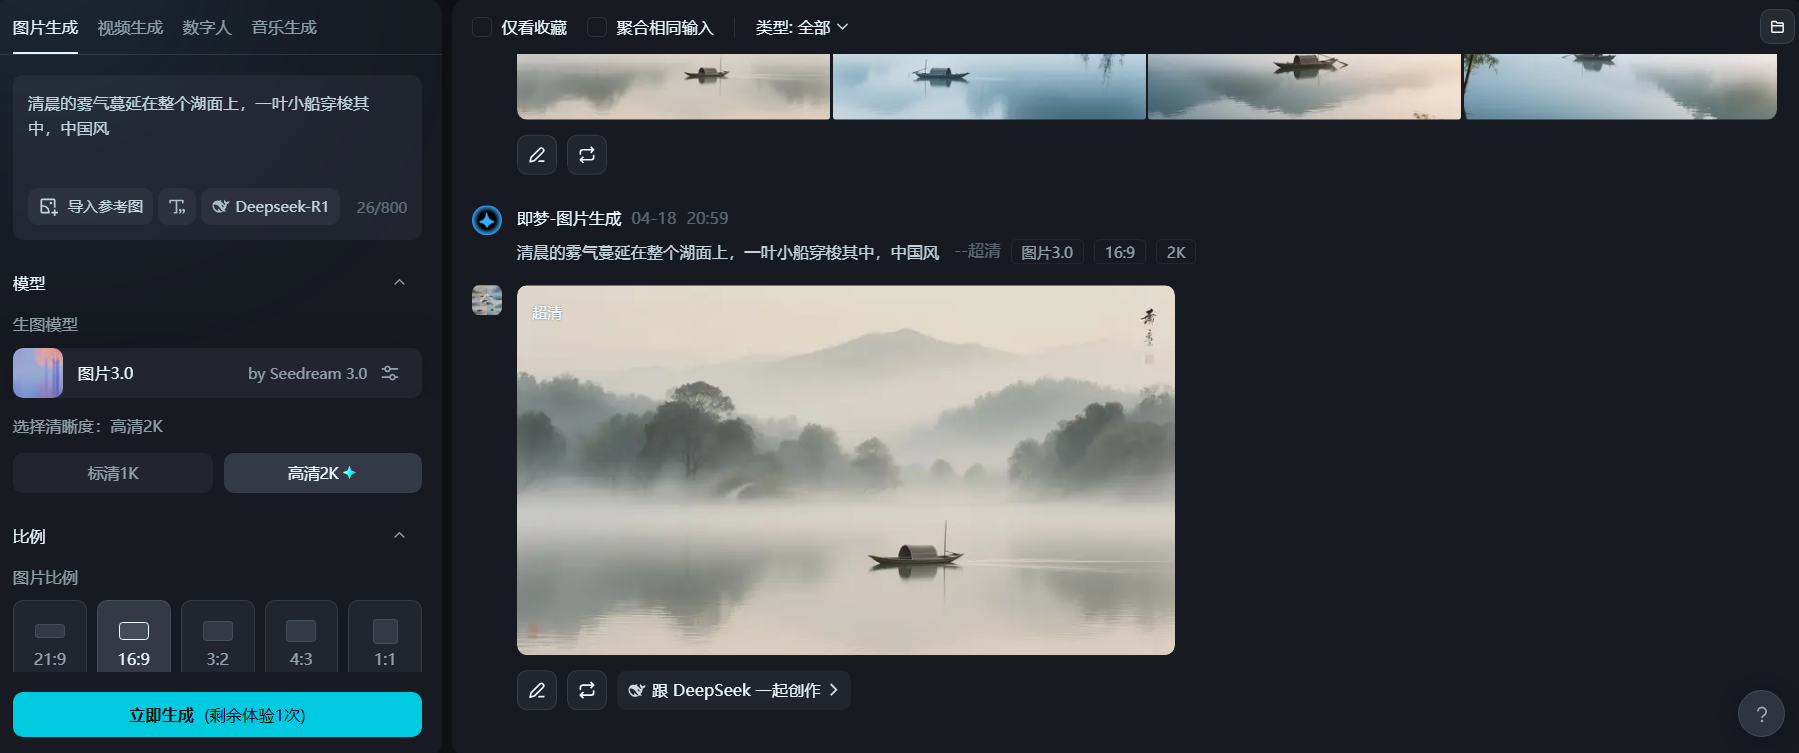 图片生成 视频生成 数字人 音乐生成
清晨的雾气蔓延在整个湖面上，一叶小船穿梭其
中，中国风
导入参考图 Deepseek-R1 26/800
模型
生图模型
图片3.0 by Seedream 3.0
选择清晰度：高清2K
标清1K 高清2K
比例
图片比例
21:9 16:9 3:2 4:3 1:1
立即生成 (剩余体验1次)
仅看收藏 聚合相同输入 类型: 全部
即梦-图片生成 04-18 20:59
清晨的雾气蔓延在整个湖面上，一叶小船穿梭其中，中国风 --超清 图片3.0 16:9 2K
超清
跟 DeepSeek 一起创作
?